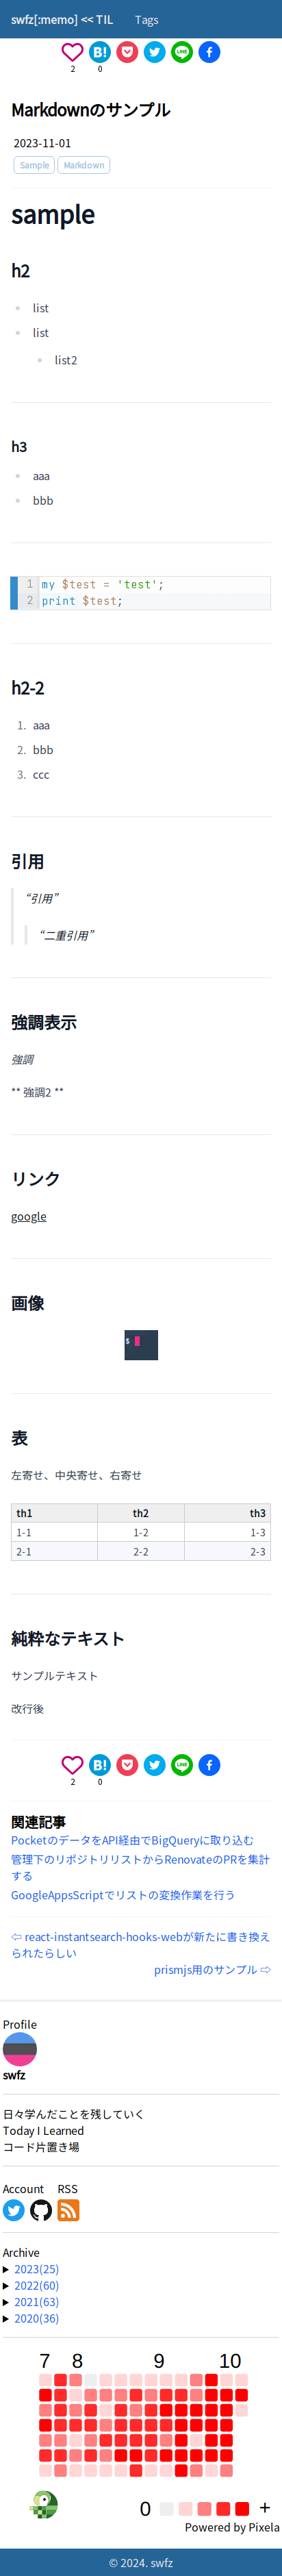 swfz[:memo] << TIL Tags
B!
LINE
2 0
Markdownのサンプル
2023-11-01
Sample Markdown
sample
h2
list
list
list2
h3
aaa
bbb
1 my $test = 'test';
2 print $test;
h2-2
1. aaa
2. bbb
3. ccc
引用
“引用”
“二重引用”
強調表示
強調
** 強調2 **
リンク
google
画像
$
表
左寄せ、中央寄せ、右寄せ
th1 th2 th3
1-1 1-2 1-3
2-1 2-2 2-3
純粋なテキスト
サンプルテキスト
改行後
B!
LINE
2 0
関連記事
PocketのデータをAPI経由でBigQueryに取り込む
管理下のリポジトリリストからRenovateのPRを集計
する
GoogleAppsScriptでリストの変換作業を行う
⇦ react-instantsearch-hooks-webが新たに書き換え
られたらしい
prismjs用のサンプル ⇨
Profile
swfz
日々学んだことを残していく
Today I Learned
コード片置き場
Account RSS
Archive
▶ 2023(25)
▶ 2022(60)
▶ 2021(63)
▶ 2020(36)
7 8 9 10
0 +
Powered by Pixela
© 2024. swfz